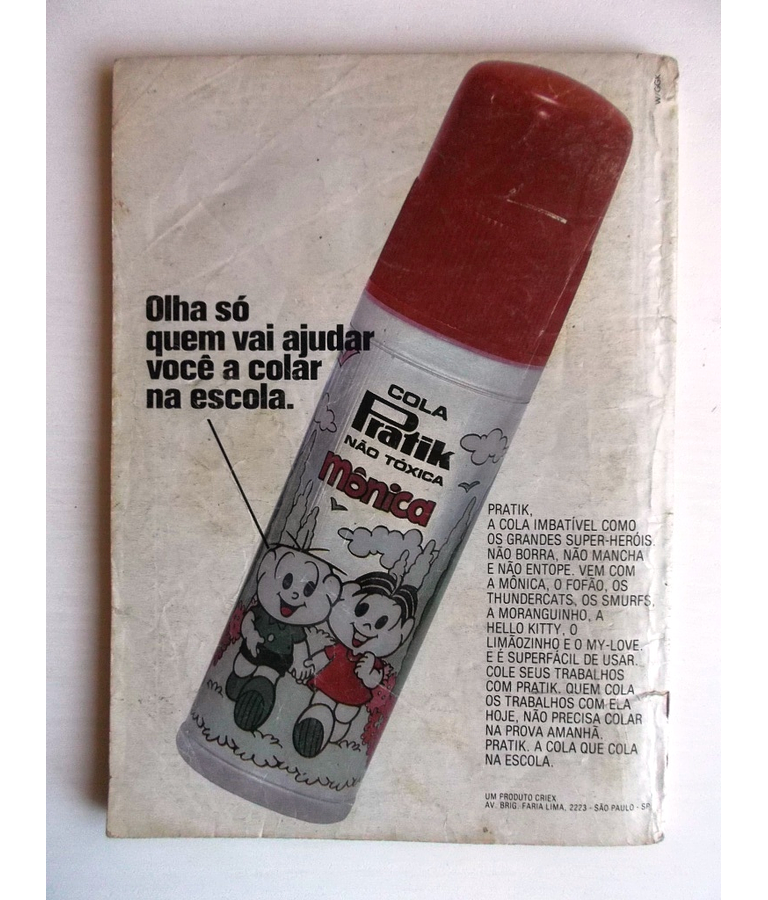 Olha só
quem vai ajudar
você a colar
na escola.
COLA
Pratik
NÃO TÓXICA
Mônica
PRATIK,
A COLA IMBATÍVEL COMO
OS GRANDES SUPER-HERÓIS.
NÃO BORRA, NÃO MANCHA
E NÃO ENTOPE. VEM COM
A MÔNICA, O FOFÃO, OS
THUNDERCATS, OS SMURFS,
A MORANGUINHO, A
HELLO KITTY, O
LIMÃOZINHO E O MY-LOVE.
E É SUPERFÁCIL DE USAR.
COLE SEUS TRABALHOS
COM PRATIK. QUEM COLA
OS TRABALHOS COM ELA
HOJE, NÃO PRECISA COLAR
NA PROVA AMANHÃ.
PRATIK. A COLA QUE COLA
NA ESCOLA.
UM PRODUTO CRIEX
AV. BRIG. FARIA LIMA, 2223 - SÃO PAULO - SP